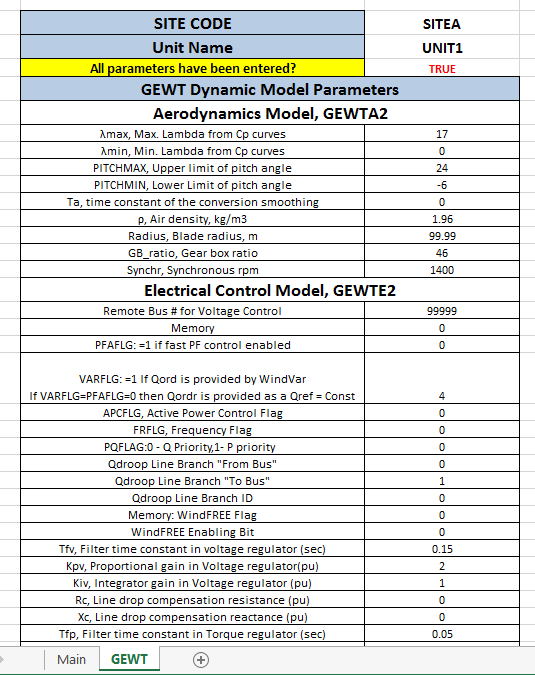 SITE CODE SITEA
Unit Name UNIT1
All parameters have been entered? TRUE
GEWT Dynamic Model Parameters
Aerodynamics Model, GEWTA2
λmax, Max. Lambda from Cp curves 17
λmin, Min. Lambda from Cp curves 0
PITCHMAX, Upper limit of pitch angle 24
PITCHMIN, Lower Limit of pitch angle -6
Ta, time constant of the conversion smoothing 0
ρ, Air density, kg/m3 1.96
Radius, Blade radius, m 99.99
GB_ratio, Gear box ratio 46
Synchr, Synchronous rpm 1400
Electrical Control Model, GEWTE2
Remote Bus # for Voltage Control 99999
Memory 0
PFAFLG: =1 if fast PF control enabled 0
VARFLG: =1 If Qord is provided by WindVar
If VARFLG=PFAFLG=0 then Qordr is provided as a Qref = Const 4
APCFLG, Active Power Control Flag 0
FRFLG, Frequency Flag 0
PQFLAG:0 - Q Priority,1- P priority 0
Qdroop Line Branch "From Bus" 0
Qdroop Line Branch "To Bus" 1
Qdroop Line Branch ID 0
Memory: WindFREE Flag 0
WindFREE Enabling Bit 0
Tfv, Filter time constant in voltage regulator (sec) 0.15
Kpv, Proportional gain in Voltage regulator(pu) 2
Kiv, Integrator gain in Voltage regulator (pu) 1
Rc, Line drop compensation resistance (pu) 0
Xc, Line drop compensation reactance (pu) 0
Tfp, Filter time constant in Torque regulator (sec) 0.05
Main GEWT